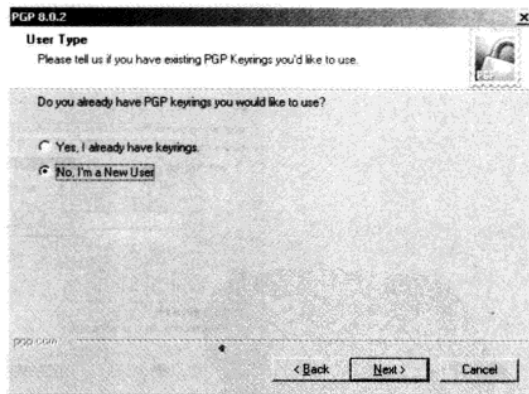 PGP 8.0.2
User Type
Please tell us if you have existing PGP Keyrings you'd like to use.
PGP
Do you already have PGP keyrings you would like to use?
Yes, I already have keyrings.
No, I'm a New User
pgp.com
< Back
Next >
Cancel